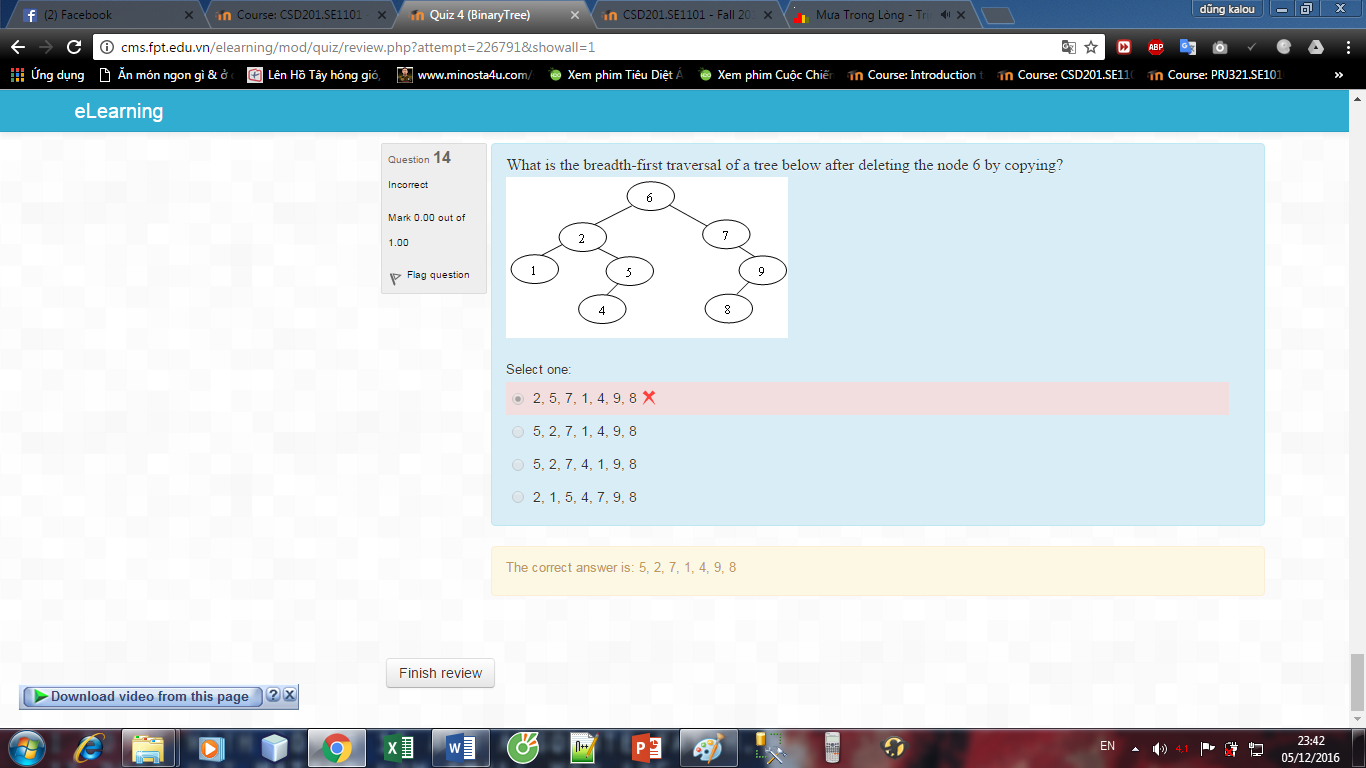 (2) Facebook
Course: CSD201.SE1101 -
Quiz 4 (BinaryTree)
CSD201.SE1101 - Fall 20
Mưa Trong Lòng - Tr
dũng kalou
cms.fpt.edu.vn/elearning/mod/quiz/review.php?attempt=226791&showall=1
ABP
Ứng dụng
Ăn món ngon gì & ở
Lên Hồ Tây hóng gió,
www.minosta4u.com/
Xem phim Tiêu Diệt
Xem phim Cuộc Chiến
Course: Introduction t
Course: CSD201.SE110
Course: PRJ321.SE101
»
eLearning
Question 14
Incorrect
Mark 0.00 out of
1.00
Flag question
What is the breadth-first traversal of a tree below after deleting the node 6 by copying?
6
2
7
1
5
9
4
8
Select one:
2, 5, 7, 1, 4, 9, 8
5, 2, 7, 1, 4, 9, 8
5, 2, 7, 4, 1, 9, 8
2, 1, 5, 4, 7, 9, 8
The correct answer is: 5, 2, 7, 1, 4, 9, 8
Finish review
Download video from this page
?
X
EN
4.1
23:42
05/12/2016